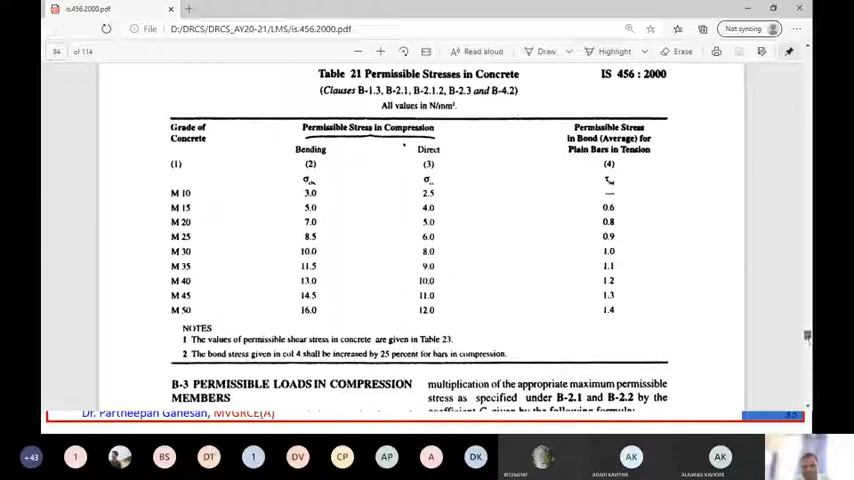 is.456.2000.pdf
File D:/DRCS/DRCS_AY20-21/LMS/is.456.2000.pdf
Not syncing
94 of 114
Read aloud
Draw
Highlight
Erase
Table 21 Permissible Stresses in Concrete
IS 456 : 2000
(Clauses B-1.3, B-2.1, B-2.1.2, B-2.3 and B-4.2)
All values in N/mm².
Grade of Concrete
Permissible Stress in Compression
Permissible Stress in Bond (Average) for Plain Bars in Tension
Bending Direct
(1) (2) (3) (4)
M 10 3.0 2.5 —
M 15 5.0 4.0 0.6
M 20 7.0 5.0 0.8
M 25 8.5 6.0 0.9
M 30 10.0 8.0 1.0
M 35 11.5 9.0 1.1
M 40 13.0 10.0 1.2
M 45 14.5 11.0 1.3
M 50 16.0 12.0 1.4
NOTES
1 The values of permissible shear stress in concrete are given in Table 23.
2 The bond stress given in col 4 shall be increased by 25 percent for bars in compression.
B-3 PERMISSIBLE LOADS IN COMPRESSION
MEMBERS
multiplication of the appropriate maximum permissible
stress as specified under B-2.1 and B-2.2 by the
coefficient C given by the following formula:
Dr. Partheepan Ganesan, MVGRCE(A)
35
+43 1 BS DT 1 DV CP AP A DK AK AK